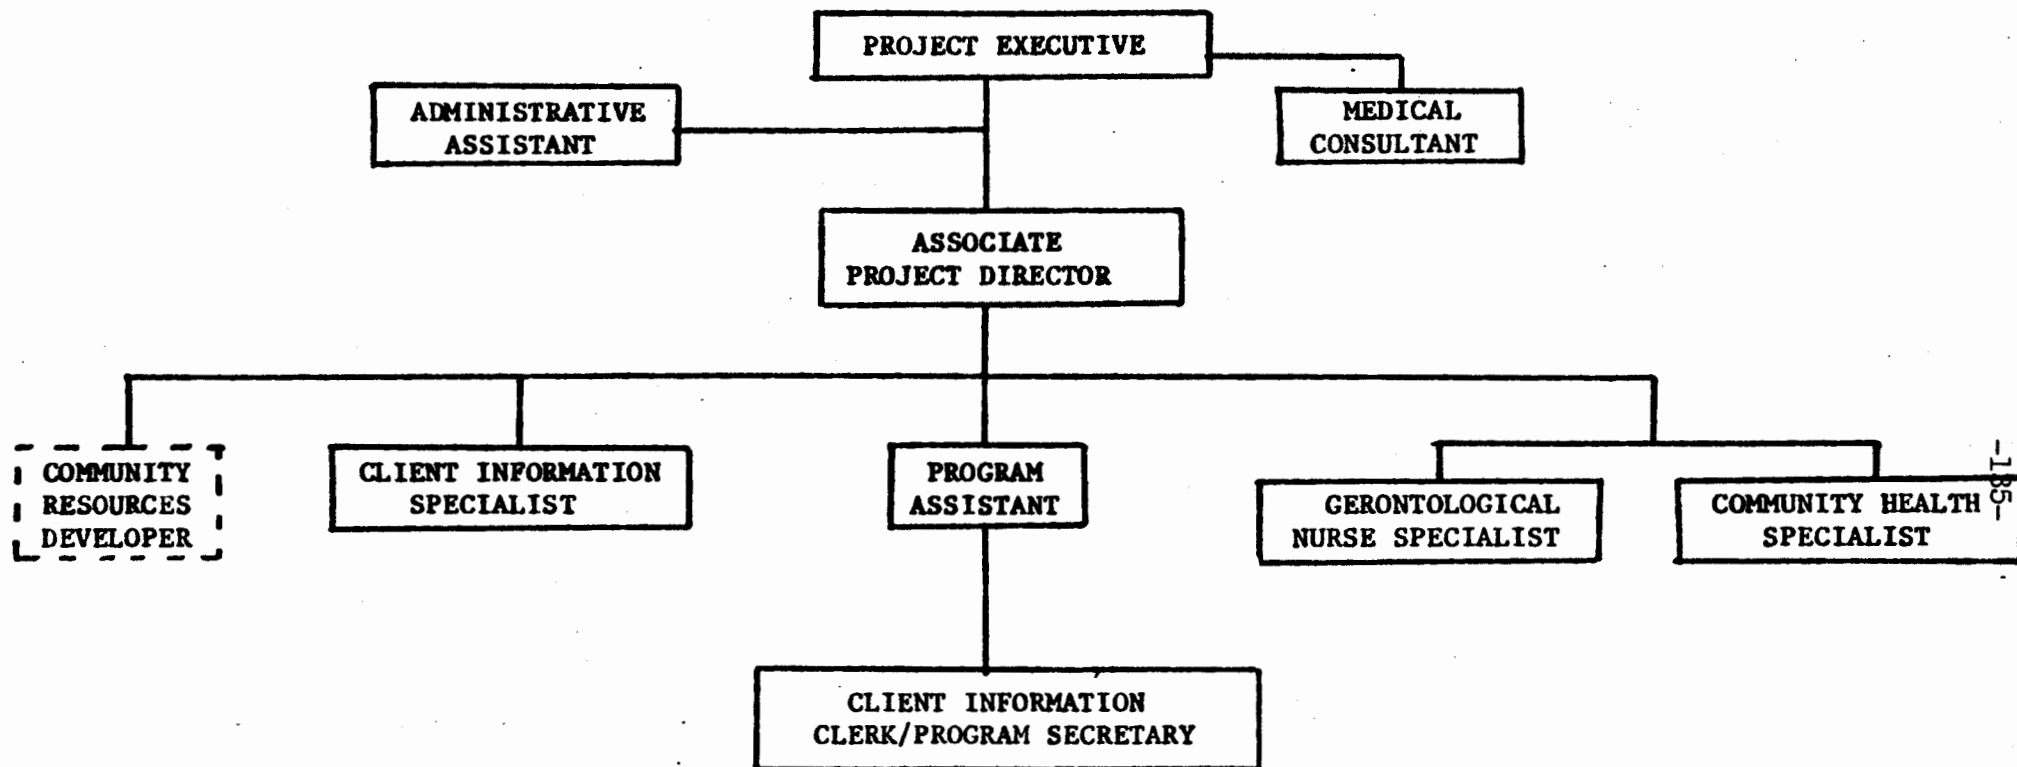 PROJECT EXECUTIVE
ADMINISTRATIVE
ASSISTANT
MEDICAL
CONSULTANT
ASSOCIATE
PROJECT DIRECTOR
COMMUNITY
RESOURCES
DEVELOPER
CLIENT INFORMATION
SPECIALIST
PROGRAM
ASSISTANT
GERONTOLOGICAL
NURSE SPECIALIST
COMMUNITY HEALTH
SPECIALIST
-185-
CLIENT INFORMATION
CLERK/PROGRAM SECRETARY